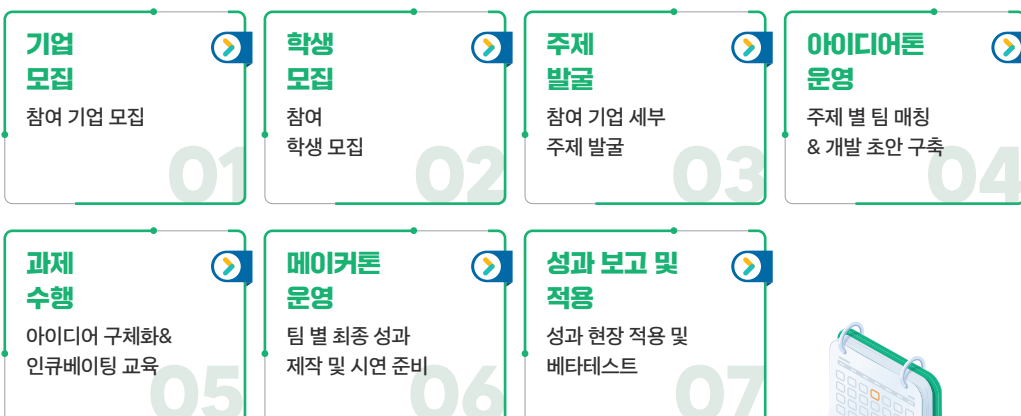 기업
모집
참여 기업 모집
01
학생
모집
참여
학생 모집
02
주제
발굴
참여 기업 세부
주제 발굴
03
아이디어톤
운영
주제 별 팀 매칭
& 개발 초안 구축
04
과제
수행
아이디어 구체화&
인큐베이팅 교육
05
메이커톤
운영
팀 별 최종 성과
제작 및 시연 준비
06
성과 보고 및
적용
성과 현장 적용 및
베타테스트
07